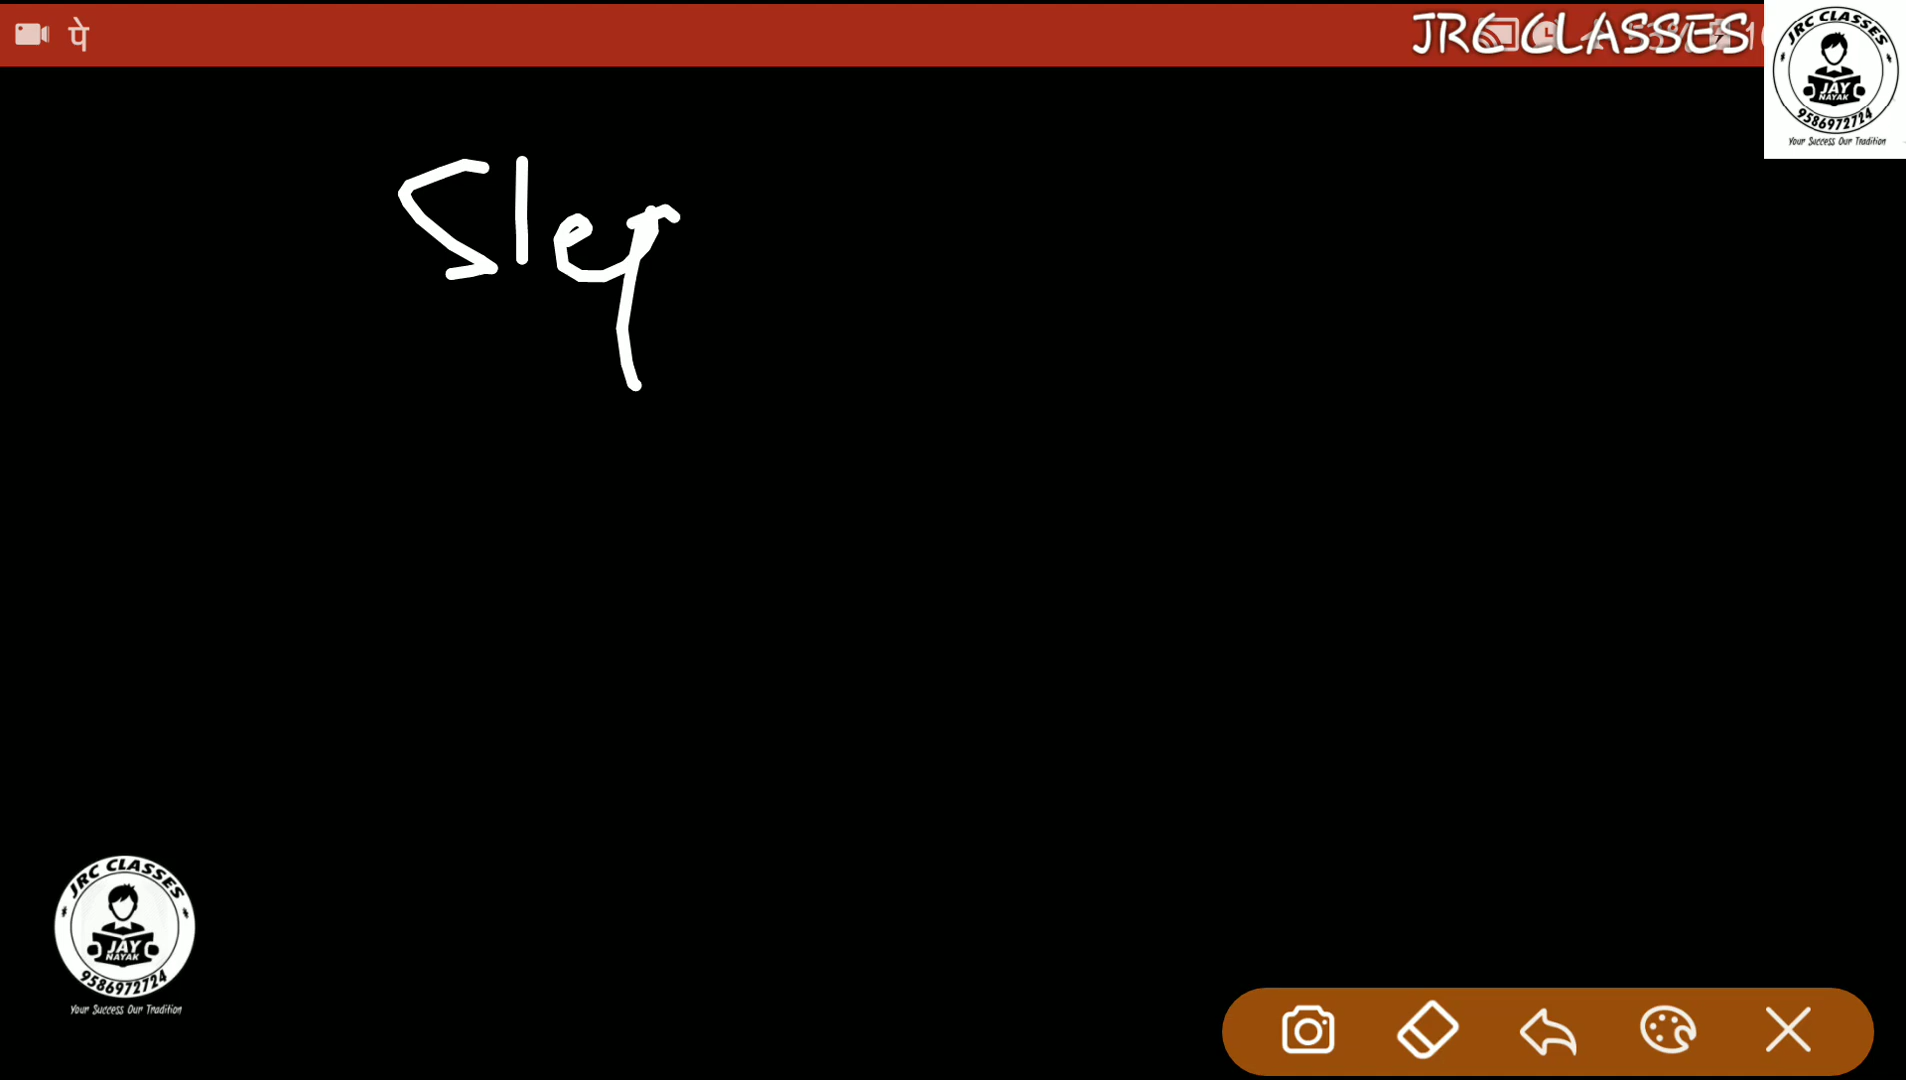 पे
JRC CLASSES
JRC CLASSES
JAY
NAYAK
9586972724
Your Success Our Tradition
JRC CLASSES
JAY
NAYAK
9586972724
Your Success Our Tradition